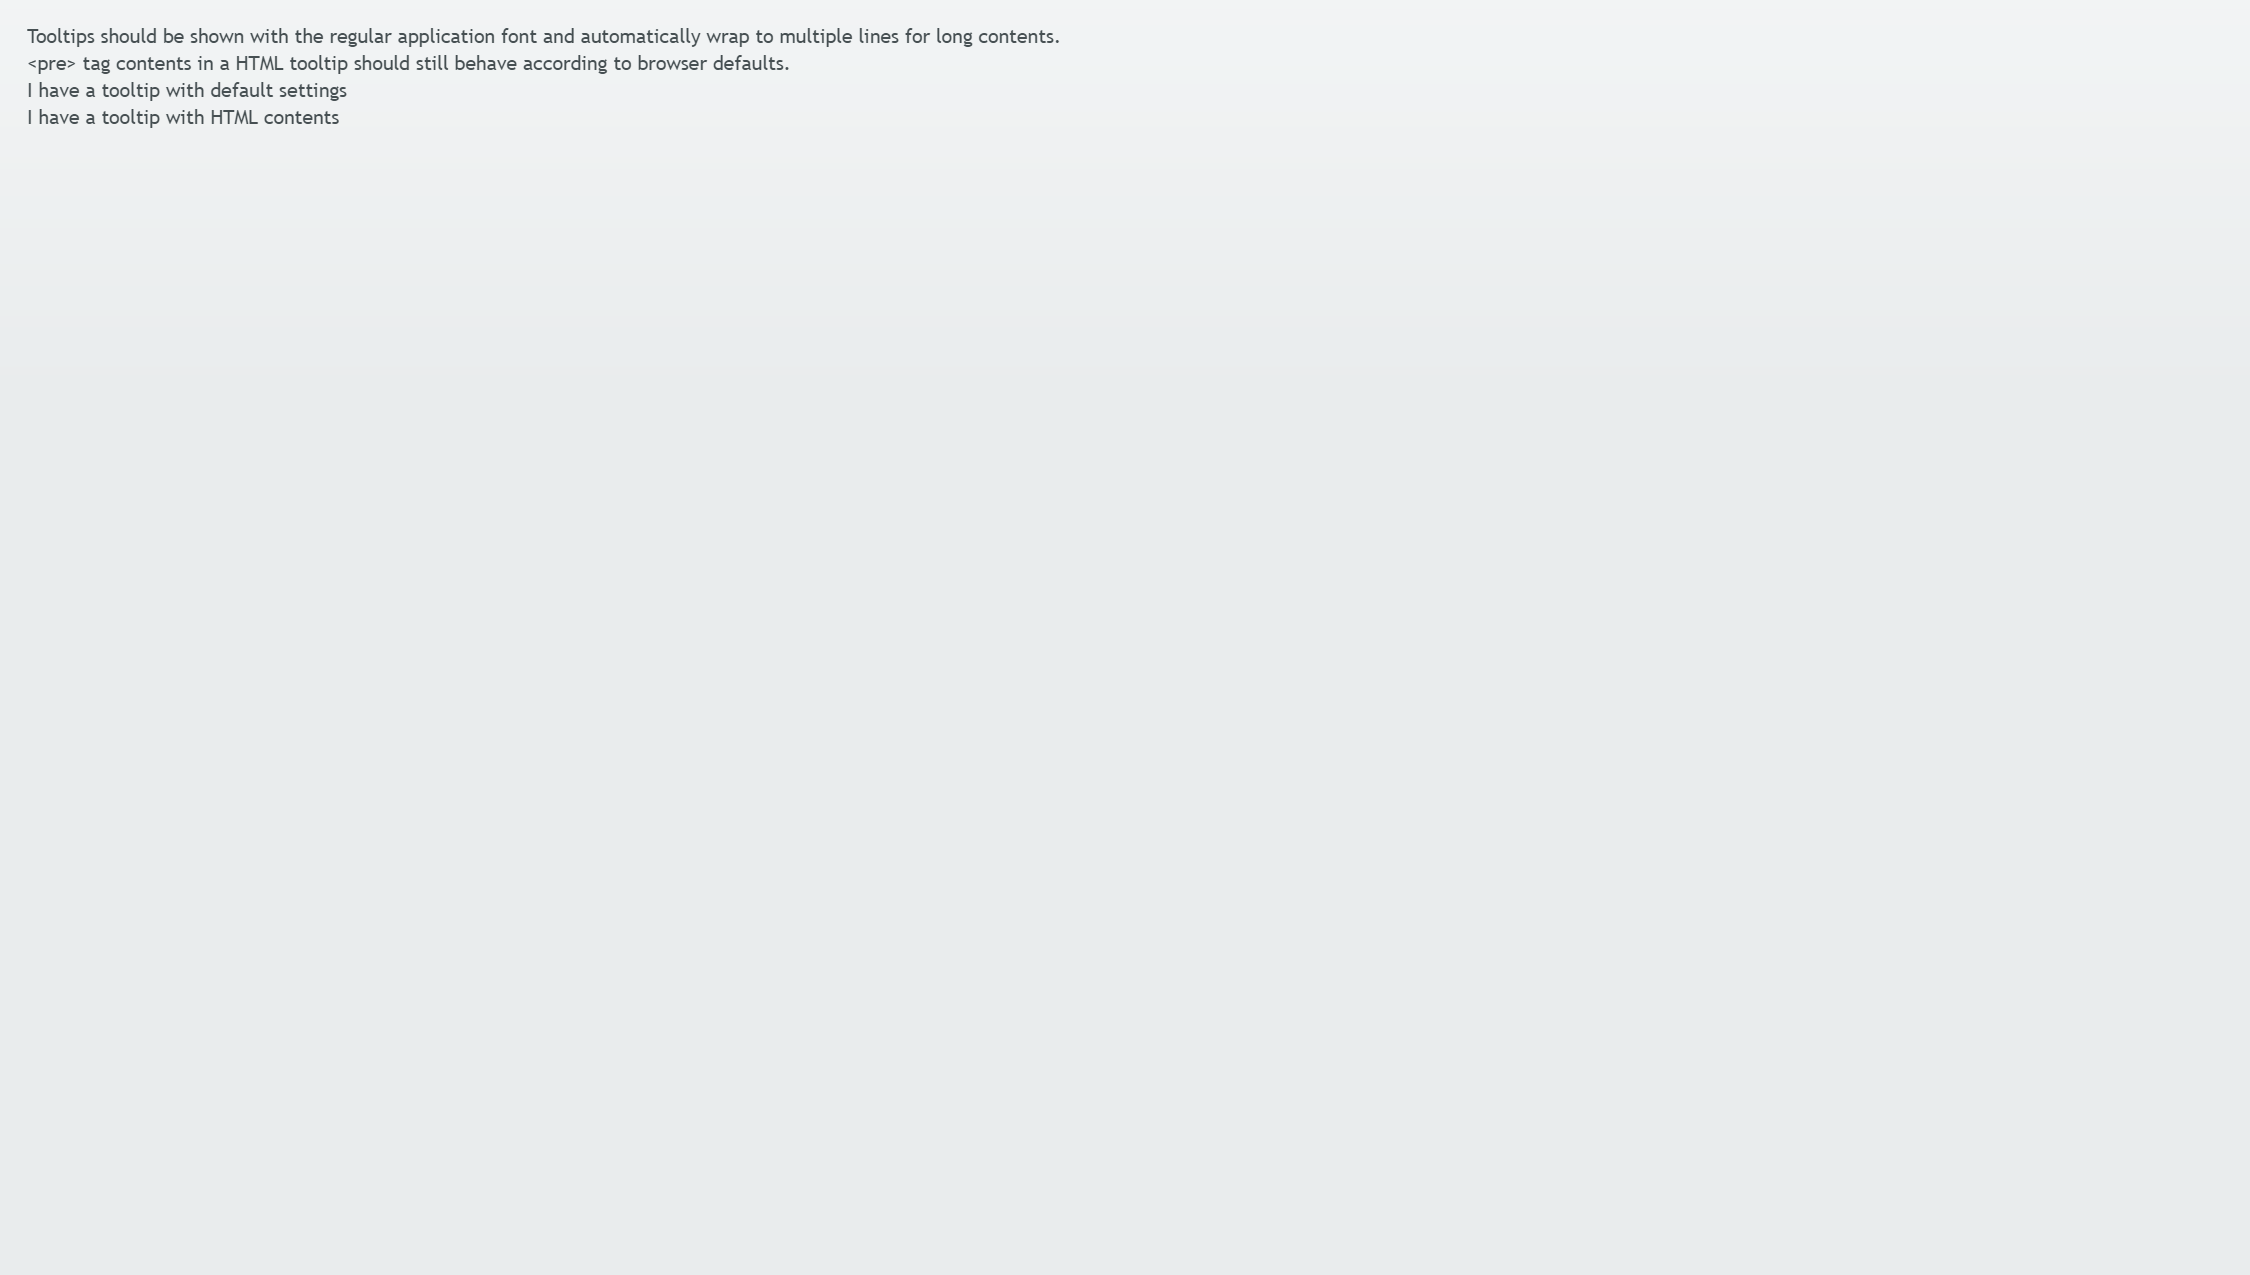 Tooltips should be shown with the regular application font and automatically wrap to multiple lines for long contents.
<pre> tag contents in a HTML tooltip should still behave according to browser defaults.
I have a tooltip with default settings
I have a tooltip with HTML contents